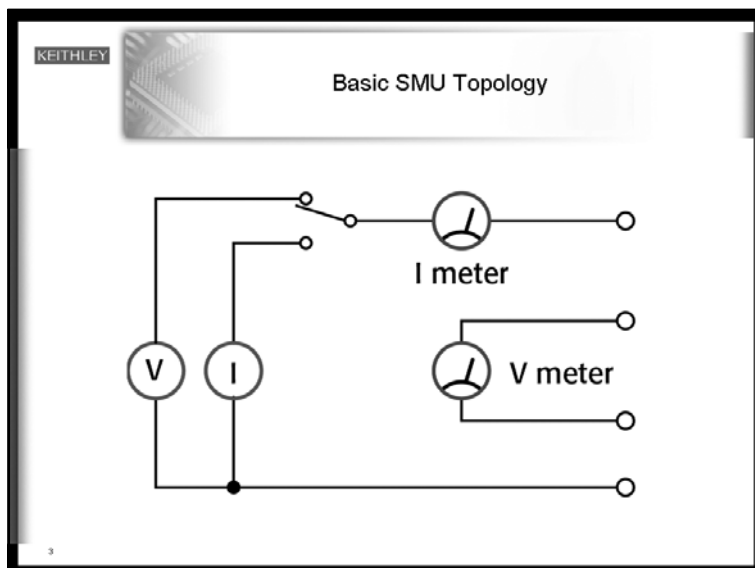 KEITHLEY
Basic SMU Topology
I meter
V
I
V meter
3